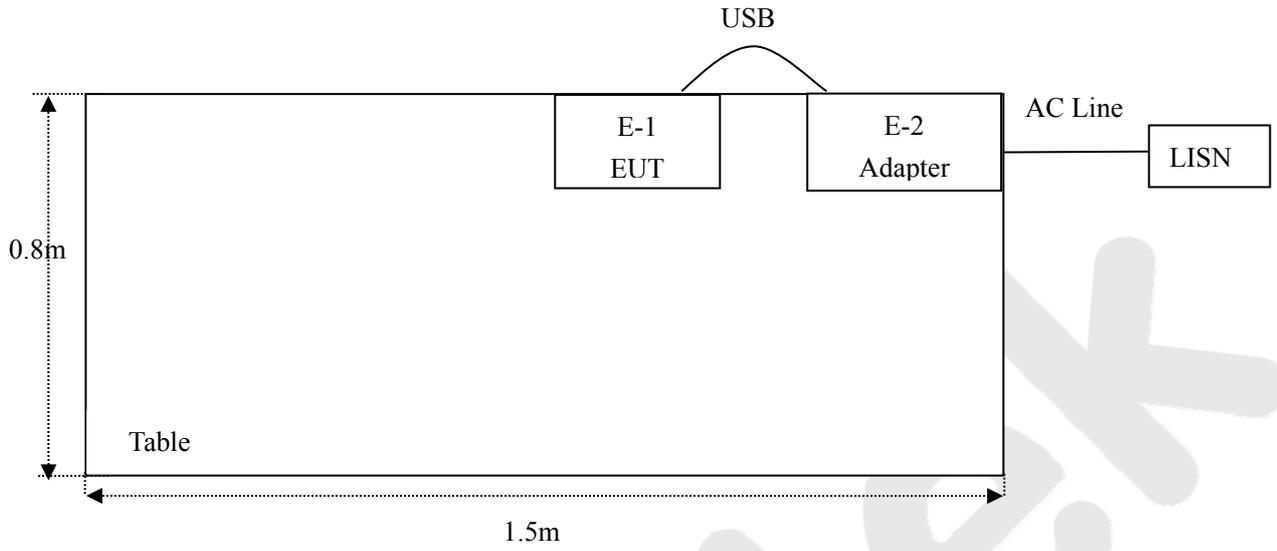 USB
E-1
EUT
E-2
Adapter
AC Line
LISN
0.8m
Table
1.5m